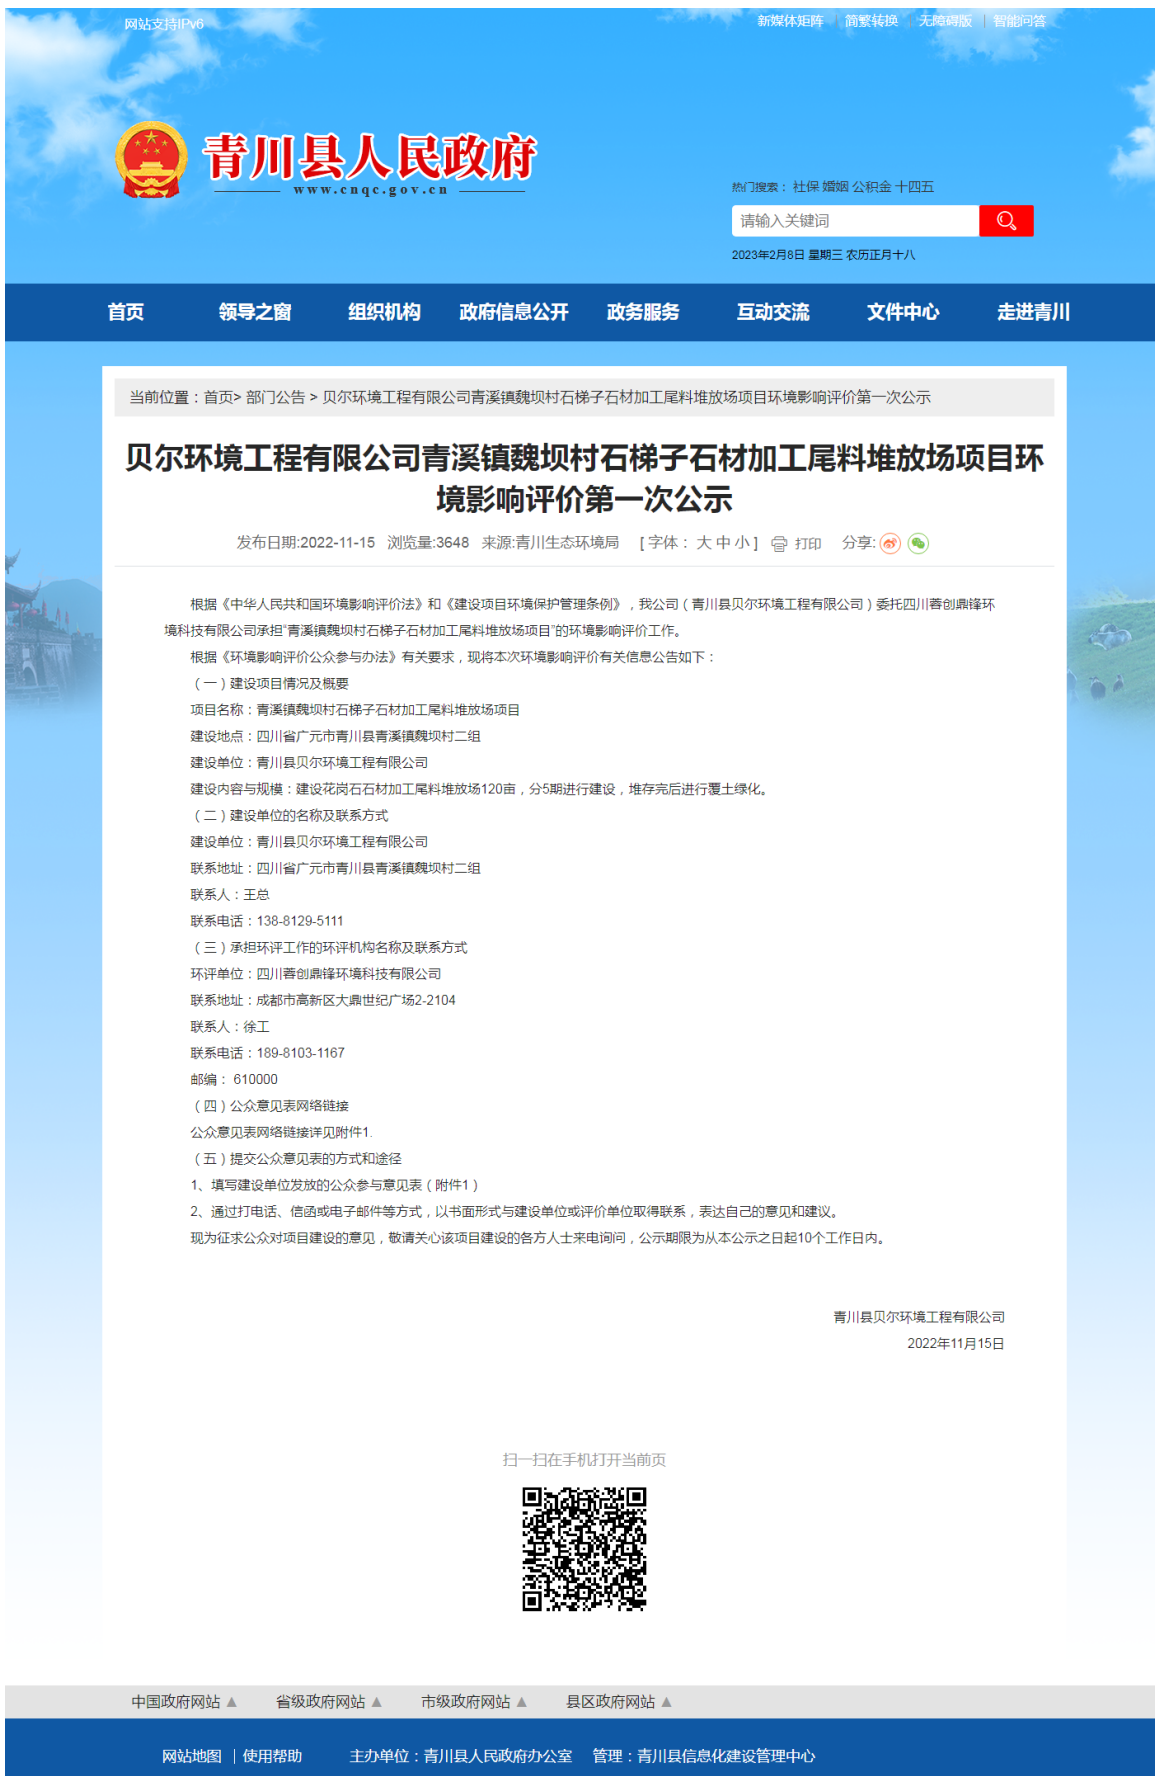 网站支持IPv6
新媒体矩阵 | 简繁转换 | 无障碍版 | 智能问答
青川县人民政府
www.cnqc.gov.cn
热门搜索： 社保 婚姻 公积金 十四五
请输入关键词
2023年2月8日 星期三 农历正月十八
首页 领导之窗 组织机构 政府信息公开 政务服务 互动交流 文件中心 走进青川
当前位置：首页> 部门公告 > 贝尔环境工程有限公司青溪镇魏坝村石梯子石材加工尾料堆放场项目环境影响评价第一次公示
贝尔环境工程有限公司青溪镇魏坝村石梯子石材加工尾料堆放场项目环
境影响评价第一次公示
发布日期:2022-11-15 浏览量:3648 来源:青川生态环境局 [ 字体： 大 中 小 ] 打印 分享:
根据《中华人民共和国环境影响评价法》和《建设项目环境保护管理条例》，我公司（青川县贝尔环境工程有限公司）委托四川蓉创鼎锋环
境科技有限公司承担“青溪镇魏坝村石梯子石材加工尾料堆放场项目”的环境影响评价工作。
根据《环境影响评价公众参与办法》有关要求，现将本次环境影响评价有关信息公告如下：
（一）建设项目情况及概要
项目名称：青溪镇魏坝村石梯子石材加工尾料堆放场项目
建设地点：四川省广元市青川县青溪镇魏坝村二组
建设单位：青川县贝尔环境工程有限公司
建设内容与规模：建设花岗石石材加工尾料堆放场120亩，分5期进行建设，堆存完后进行覆土绿化。
（二）建设单位的名称及联系方式
建设单位：青川县贝尔环境工程有限公司
联系地址：四川省广元市青川县青溪镇魏坝村二组
联系人：王总
联系电话：138-8129-5111
（三）承担环评工作的环评机构名称及联系方式
环评单位：四川蓉创鼎锋环境科技有限公司
联系地址：成都市高新区大鼎世纪广场2-2104
联系人：徐工
联系电话：189-8103-1167
邮编： 610000
（四）公众意见表网络链接
公众意见表网络链接详见附件1.
（五）提交公众意见表的方式和途径
1、填写建设单位发放的公众参与意见表（附件1）
2、通过打电话、信函或电子邮件等方式，以书面形式与建设单位或评价单位取得联系，表达自己的意见和建议。
现为征求公众对项目建设的意见，敬请关心该项目建设的各方人士来电询问，公示期限为从本公示之日起10个工作日内。
青川县贝尔环境工程有限公司
2022年11月15日
扫一扫在手机打开当前页
中国政府网站 ▲ 省级政府网站 ▲ 市级政府网站 ▲ 县区政府网站 ▲
网站地图 | 使用帮助 主办单位：青川县人民政府办公室 管理：青川县信息化建设管理中心